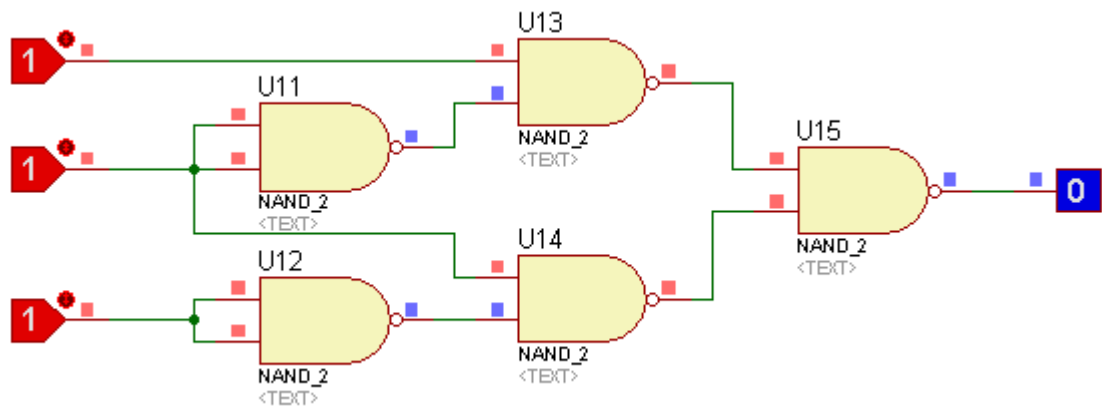 U13
1
U11
NAND_2
<TEXT>
U15
1
0
NAND_2
<TEXT>
U14
NAND_2
<TEXT>
U12
1
NAND_2
<TEXT>
NAND_2
<TEXT>